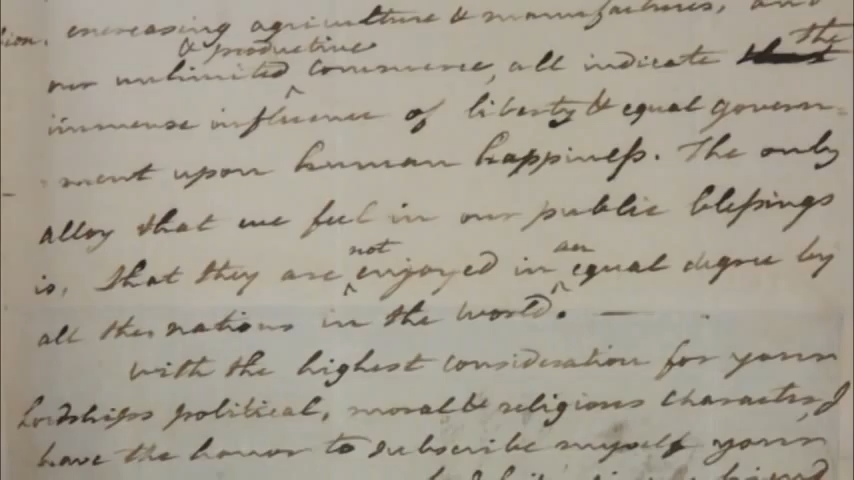 ion, encreasing agriculture & manufactures, and
& productive the
our unlimited ^ commerce, all indicate
immense influence of liberty & equal govern-
ment upon human happiness. The only
alloy that we feel in our public blessings
not an
is, that they are ^ enjoyed in ^ equal degree by
all the nations in the world. —
With the highest consideration for your
Lordships political, moral & religious character, I
have the honor to subscribe myself your